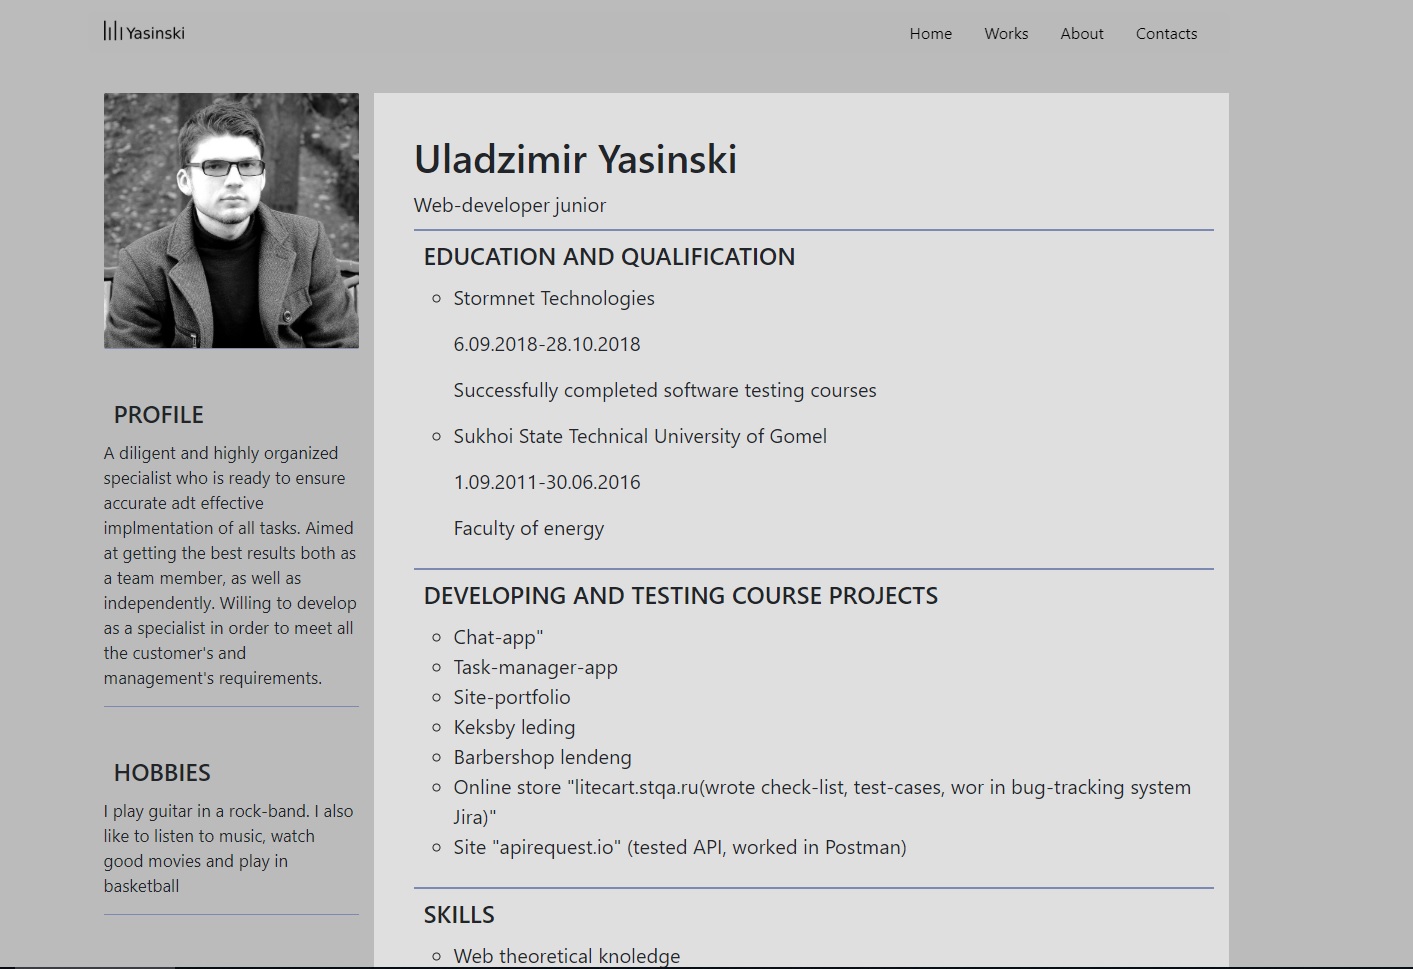 Yasinski
Home Works About Contacts
Uladzimir Yasinski
Web-developer junior
EDUCATION AND QUALIFICATION
Stormnet Technologies
6.09.2018-28.10.2018
Successfully completed software testing courses
Sukhoi State Technical University of Gomel
1.09.2011-30.06.2016
Faculty of energy
DEVELOPING AND TESTING COURSE PROJECTS
Chat-app"
Task-manager-app
Site-portfolio
Keksby leding
Barbershop lendeng
Online store "litecart.stqa.ru(wrote check-list, test-cases, wor in bug-tracking system
Jira)"
Site "apirequest.io" (tested API, worked in Postman)
SKILLS
Web theoretical knoledge
PROFILE
A diligent and highly organized
specialist who is ready to ensure
accurate adt effective
implmentation of all tasks. Aimed
at getting the best results both as
a team member, as well as
independently. Willing to develop
as a specialist in order to meet all
the customer's and
management's requirements.
HOBBIES
I play guitar in a rock-band. I also
like to listen to music, watch
good movies and play in
basketball